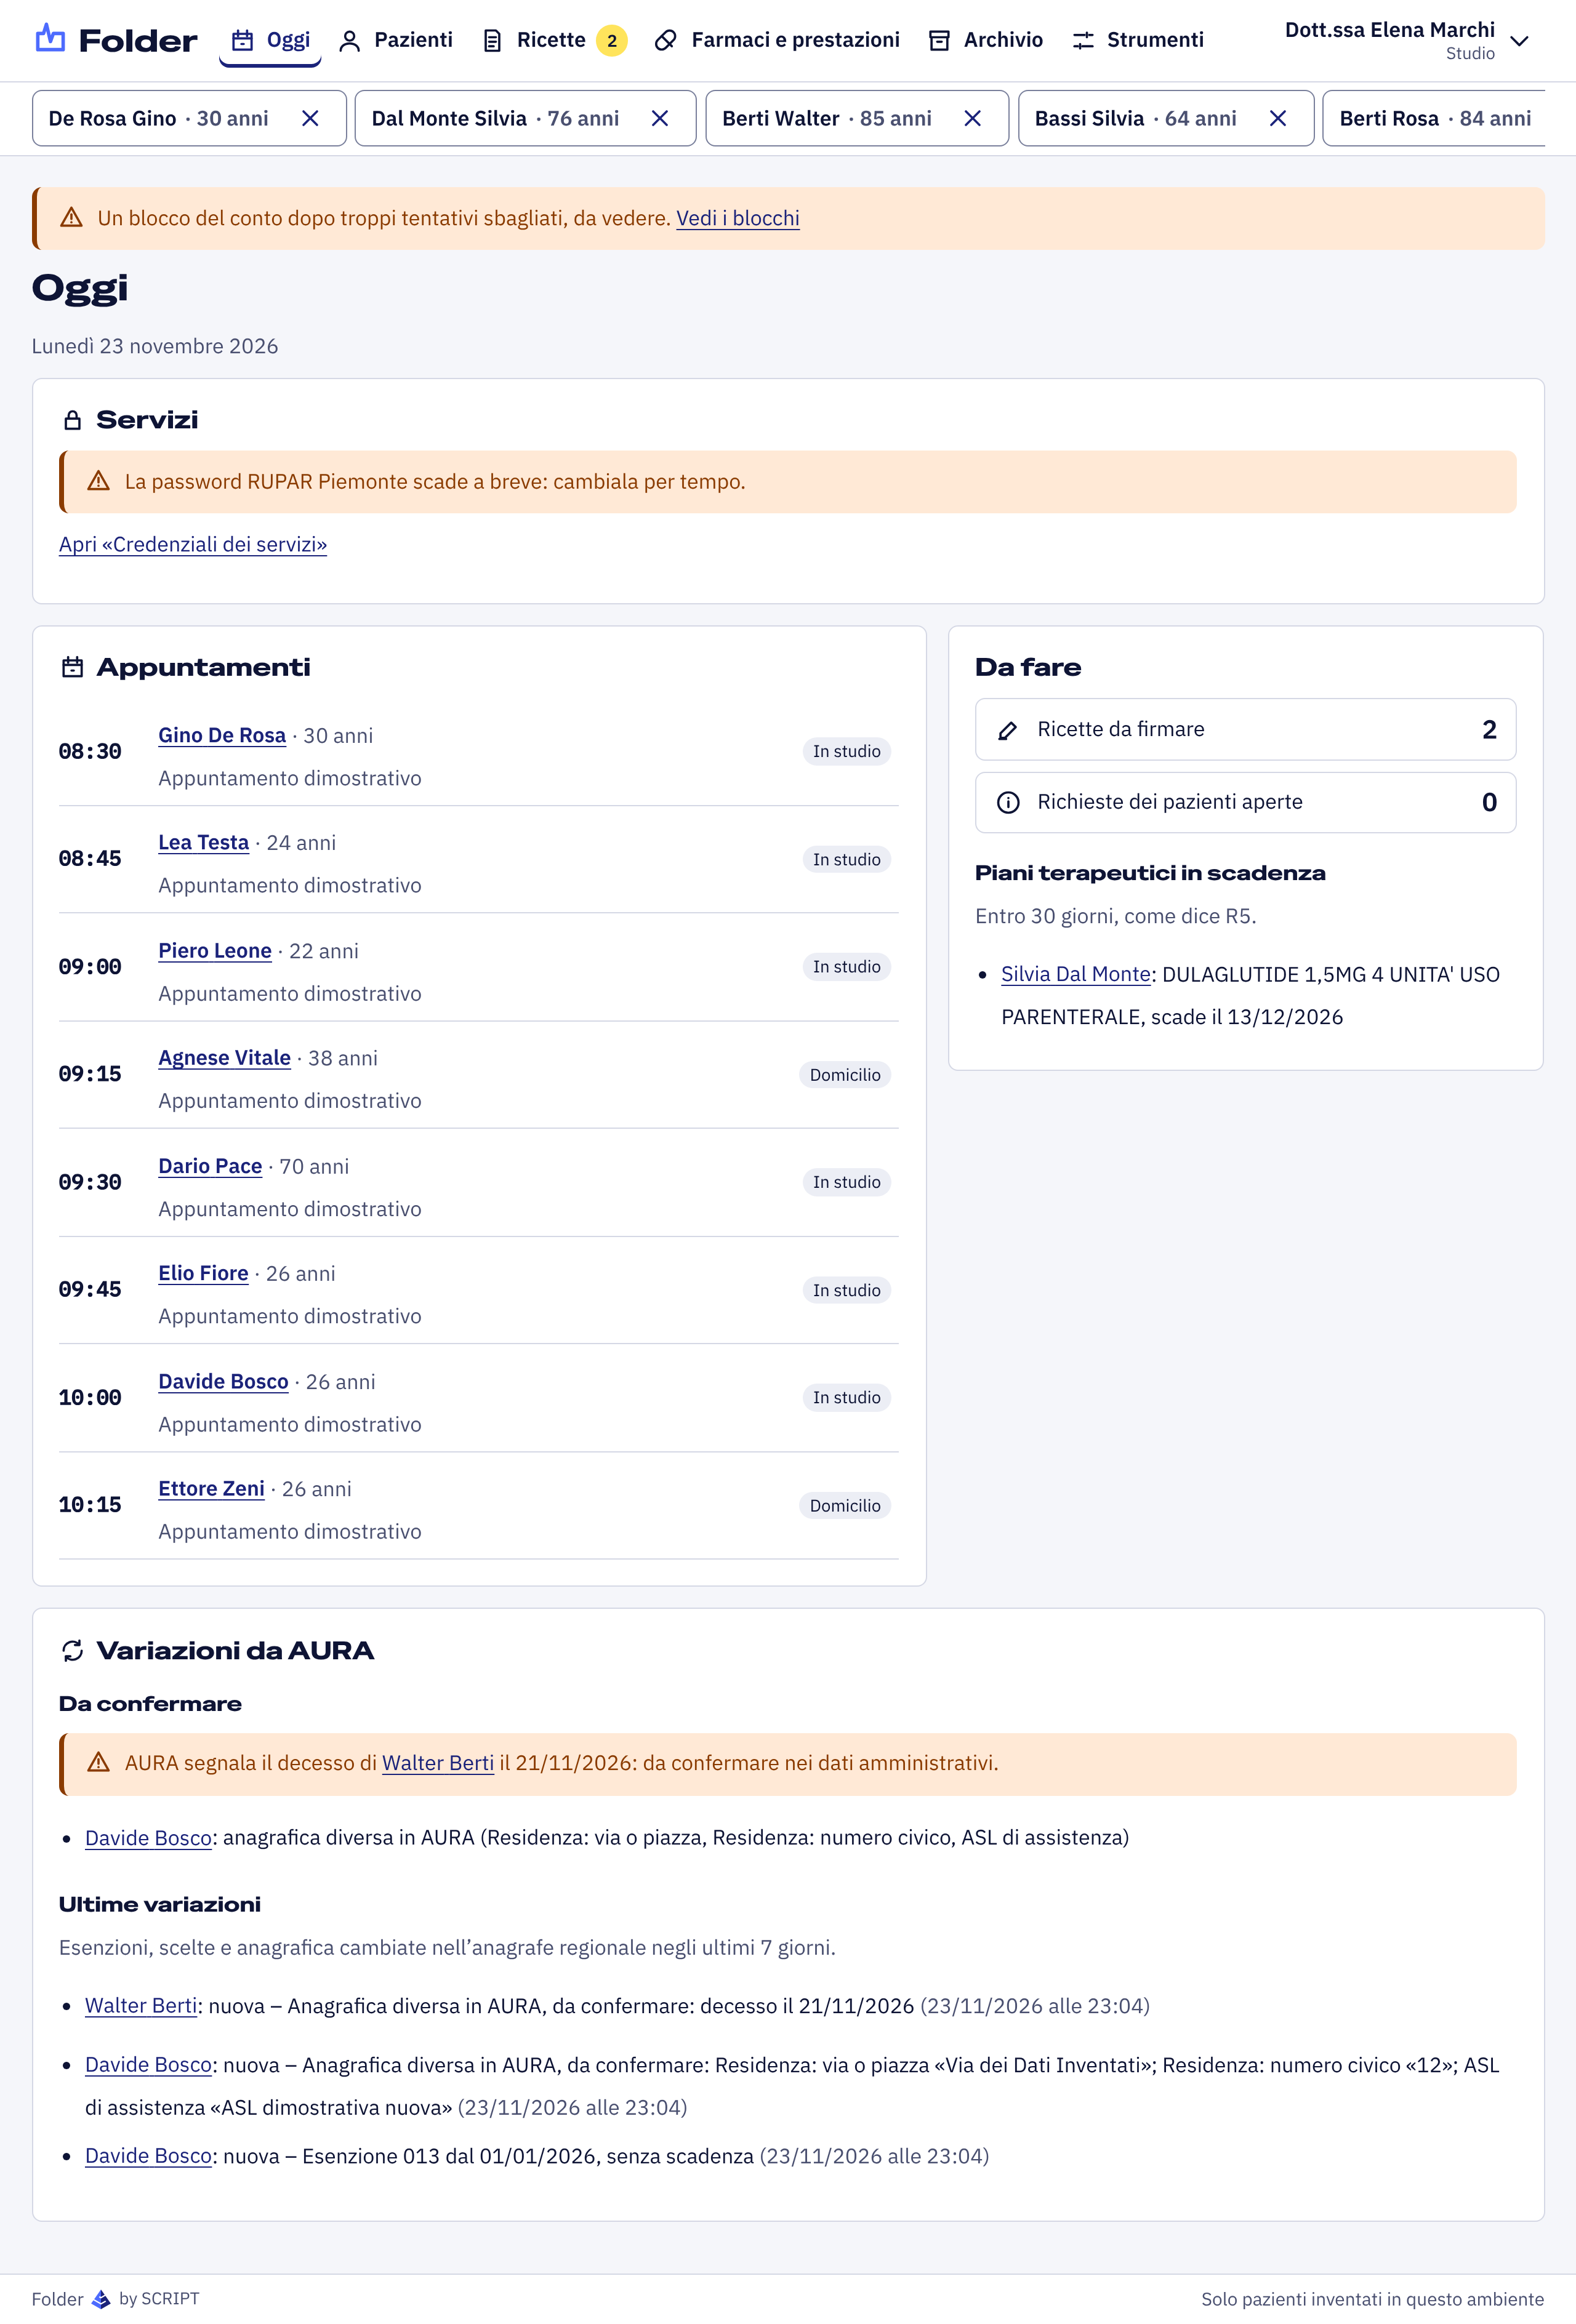 Folder
Oggi
Pazienti
Ricette 2
Farmaci e prestazioni
Archivio
Strumenti
Dott.ssa Elena Marchi
Studio
De Rosa Gino · 30 anni
Dal Monte Silvia · 76 anni
Berti Walter · 85 anni
Bassi Silvia · 64 anni
Berti Rosa · 84 anni
Un blocco del conto dopo troppi tentativi sbagliati, da vedere. Vedi i blocchi
Oggi
Lunedì 23 novembre 2026
Servizi
La password RUPAR Piemonte scade a breve: cambiala per tempo.
Apri «Credenziali dei servizi»
Appuntamenti
08:30
Gino De Rosa · 30 anni
Appuntamento dimostrativo
In studio
08:45
Lea Testa · 24 anni
Appuntamento dimostrativo
In studio
09:00
Piero Leone · 22 anni
Appuntamento dimostrativo
In studio
09:15
Agnese Vitale · 38 anni
Appuntamento dimostrativo
Domicilio
09:30
Dario Pace · 70 anni
Appuntamento dimostrativo
In studio
09:45
Elio Fiore · 26 anni
Appuntamento dimostrativo
In studio
10:00
Davide Bosco · 26 anni
Appuntamento dimostrativo
In studio
10:15
Ettore Zeni · 26 anni
Appuntamento dimostrativo
Domicilio
Da fare
Ricette da firmare 2
Richieste dei pazienti aperte 0
Piani terapeutici in scadenza
Entro 30 giorni, come dice R5.
Silvia Dal Monte: DULAGLUTIDE 1,5MG 4 UNITA' USO
PARENTERALE, scade il 13/12/2026
Variazioni da AURA
Da confermare
AURA segnala il decesso di Walter Berti il 21/11/2026: da confermare nei dati amministrativi.
Davide Bosco: anagrafica diversa in AURA (Residenza: via o piazza, Residenza: numero civico, ASL di assistenza)
Ultime variazioni
Esenzioni, scelte e anagrafica cambiate nell’anagrafe regionale negli ultimi 7 giorni.
Walter Berti: nuova – Anagrafica diversa in AURA, da confermare: decesso il 21/11/2026 (23/11/2026 alle 23:04)
Davide Bosco: nuova – Anagrafica diversa in AURA, da confermare: Residenza: via o piazza «Via dei Dati Inventati»; Residenza: numero civico «12»; ASL
di assistenza «ASL dimostrativa nuova» (23/11/2026 alle 23:04)
Davide Bosco: nuova – Esenzione 013 dal 01/01/2026, senza scadenza (23/11/2026 alle 23:04)
Folder by SCRIPT
Solo pazienti inventati in questo ambiente